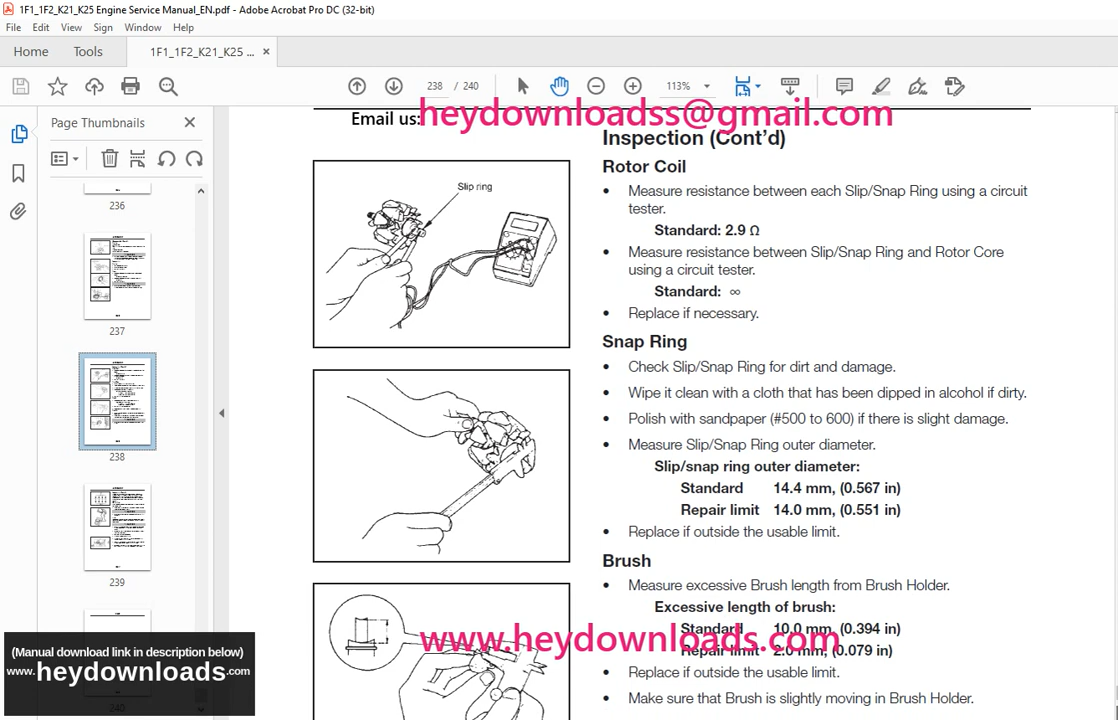 1F1_1F2_K21_K25 Engine Service Manual_EN.pdf - Adobe Acrobat Pro DC (32-bit)
File Edit View Sign Window Help
Home Tools 1F1_1F2_K21_K25 ... ×
238 / 240 113%
Page Thumbnails
236
237
238
239
240
Email us: heydownloadss@gmail.com
Inspection (Cont'd)
Slip ring
Rotor Coil
• Measure resistance between each Slip/Snap Ring using a circuit
tester.
Standard: 2.9 Ω
• Measure resistance between Slip/Snap Ring and Rotor Core
using a circuit tester.
Standard: ∞
• Replace if necessary.
Snap Ring
• Check Slip/Snap Ring for dirt and damage.
• Wipe it clean with a cloth that has been dipped in alcohol if dirty.
• Polish with sandpaper (#500 to 600) if there is slight damage.
• Measure Slip/Snap Ring outer diameter.
Slip/snap ring outer diameter:
Standard 14.4 mm, (0.567 in)
Repair limit 14.0 mm, (0.551 in)
• Replace if outside the usable limit.
Brush
• Measure excessive Brush length from Brush Holder.
Excessive length of brush:
Standard 10.0 mm, (0.394 in)
www.heydownloads.com
Repair limit 2.0 mm, (0.079 in)
• Replace if outside the usable limit.
• Make sure that Brush is slightly moving in Brush Holder.
(Manual download link in description below)
www.heydownloads.com